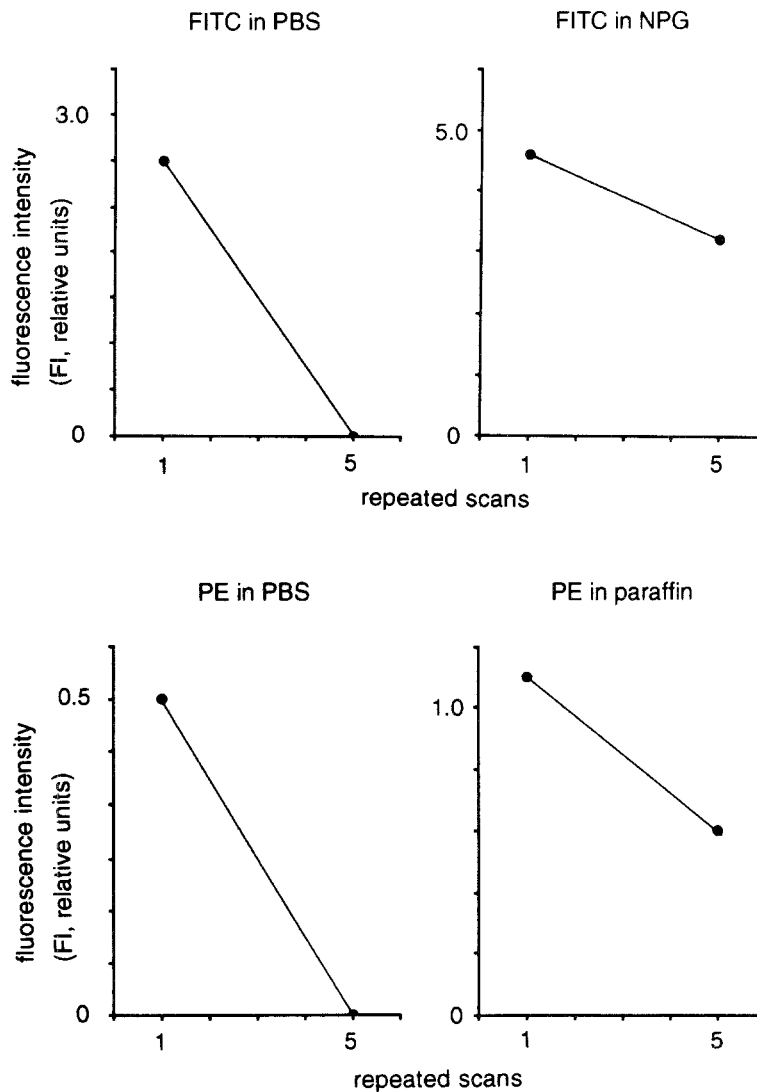 FITC in PBS
FITC in NPG
fluorescence intensity
(FI, relative units)
3.0
0
1
5
5.0
0
1
5
repeated scans
PE in PBS
PE in paraffin
fluorescence intensity
(FI, relative units)
0.5
0
1
5
1.0
0
1
5
repeated scans